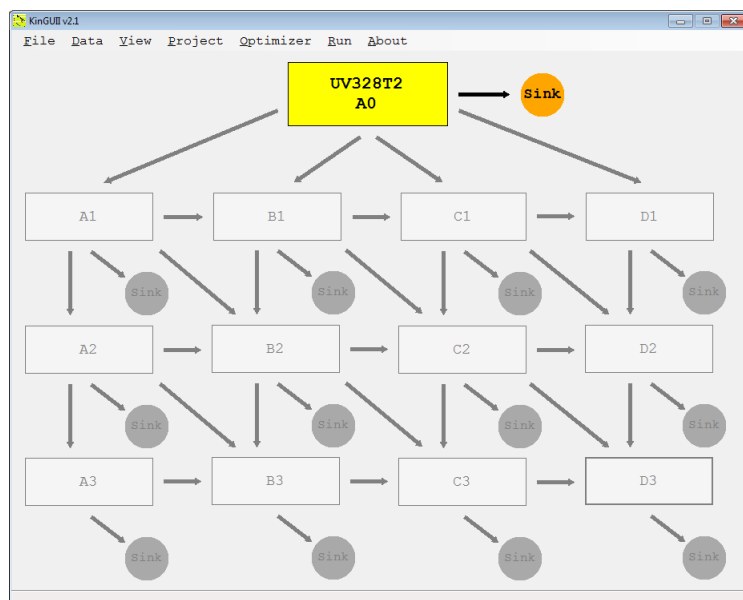 KinGUII v2.1
File Data View Project Optimizer Run About
UV328T2
A0
Sink
A1 B1 C1 D1
Sink Sink Sink Sink
A2 B2 C2 D2
Sink Sink Sink Sink
A3 B3 C3 D3
Sink Sink Sink Sink